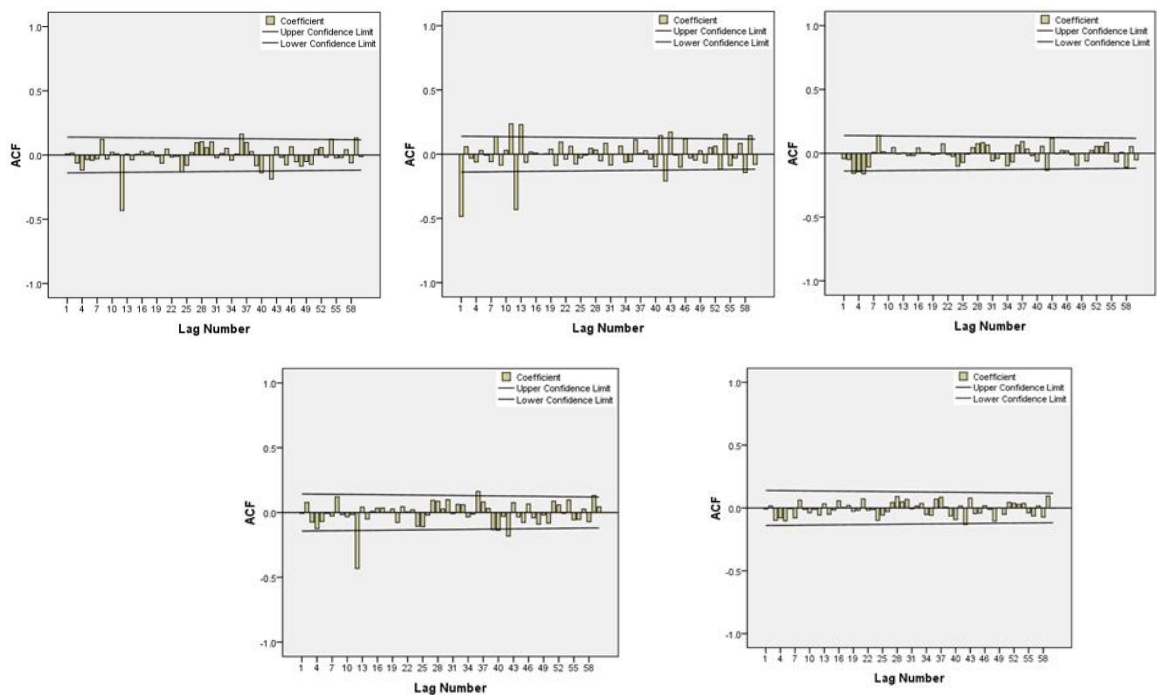 Coefficient
Upper Confidence Limit
Lower Confidence Limit
1.0
0.5
0.0
-0.5
-1.0
ACF
1 4 7 10 13 16 19 22 25 28 31 34 37 40 43 46 49 52 55 58
Lag Number
Coefficient
Upper Confidence Limit
Lower Confidence Limit
1.0
0.5
0.0
-0.5
-1.0
ACF
1 4 7 10 13 16 19 22 25 28 31 34 37 40 43 46 49 52 55 58
Lag Number
Coefficient
Upper Confidence Limit
Lower Confidence Limit
1.0
0.5
0.0
-0.5
-1.0
ACF
1 4 7 10 13 16 19 22 25 28 31 34 37 40 43 46 49 52 55 58
Lag Number
Coefficient
Upper Confidence Limit
Lower Confidence Limit
1.0
0.5
0.0
-0.5
-1.0
ACF
1 4 7 10 13 16 19 22 25 28 31 34 37 40 43 46 49 52 55 58
Lag Number
Coefficient
Upper Confidence Limit
Lower Confidence Limit
1.0
0.5
0.0
-0.5
-1.0
ACF
1 4 7 10 13 16 19 22 25 28 31 34 37 40 43 46 49 52 55 58
Lag Number